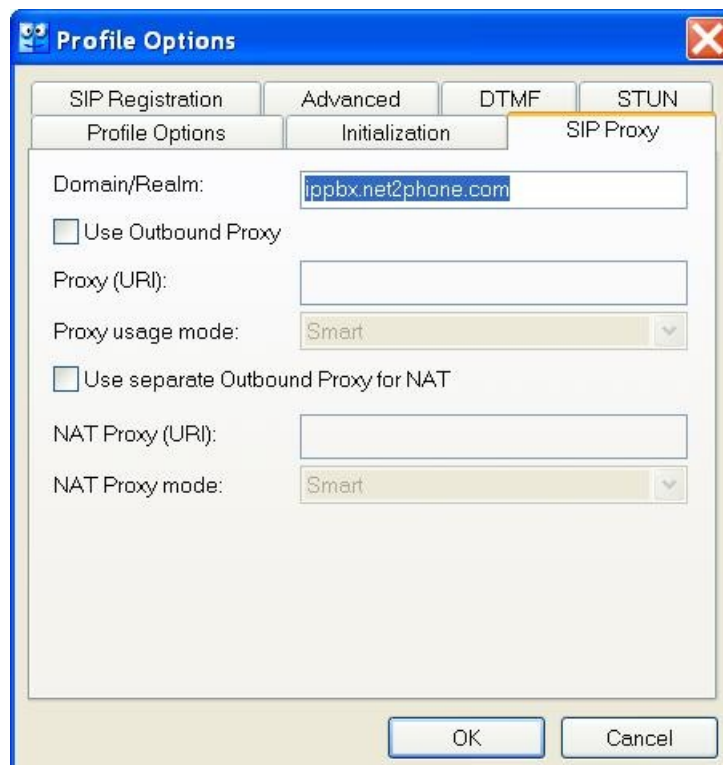 Profile Options
SIP Registration Advanced DTMF STUN
Profile Options Initialization SIP Proxy
Domain/Realm: ippbx.net2phone.com
Use Outbound Proxy
Proxy (URI):
Proxy usage mode: Smart
Use separate Outbound Proxy for NAT
NAT Proxy (URI):
NAT Proxy mode: Smart
OK Cancel